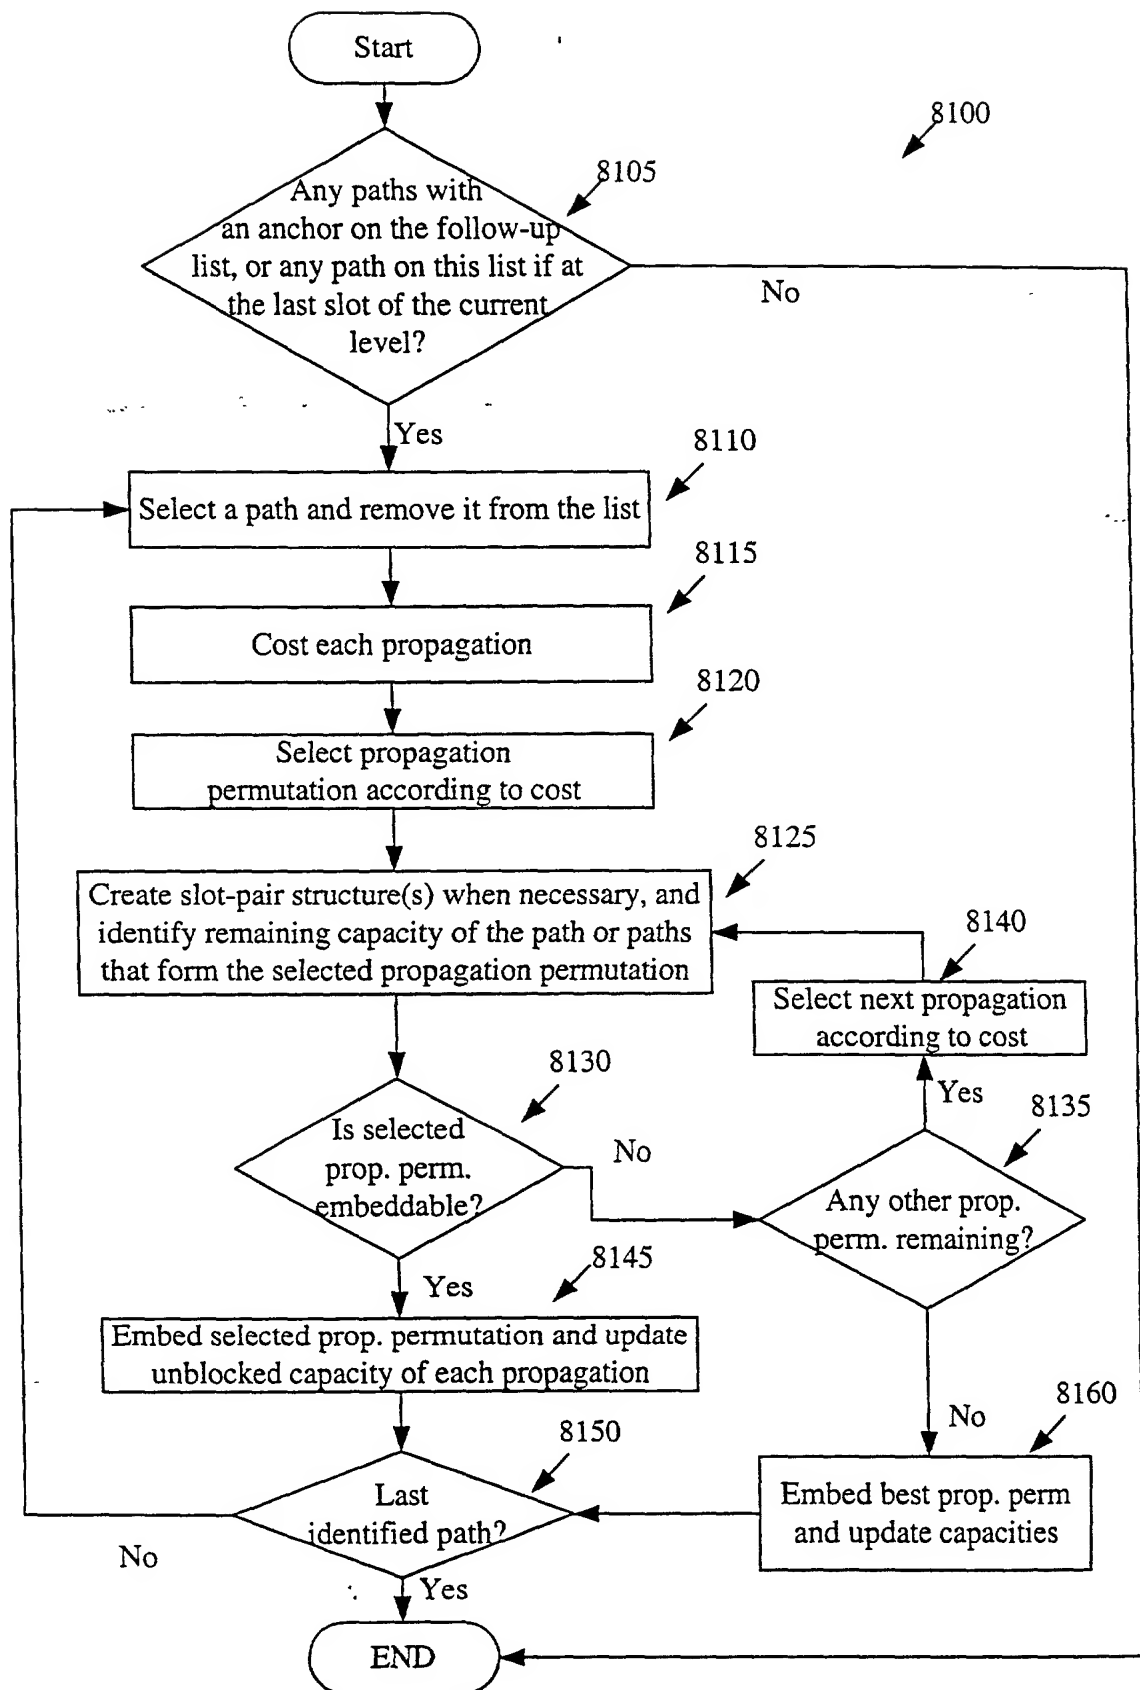 Start
8100
8105
Any paths with
an anchor on the follow-up
list, or any path on this list if at
the last slot of the current
level?
No
Yes
8110
Select a path and remove it from the list
8115
Cost each propagation
8120
Select propagation
permutation according to cost
8125
Create slot-pair structure(s) when necessary, and
identify remaining capacity of the path or paths
that form the selected propagation permutation
8140
Select next propagation
according to cost
8130
Is selected
prop. perm.
embeddable?
No
Yes
8135
Any other prop.
perm. remaining?
Yes
8145
Embed selected prop. permutation and update
unblocked capacity of each propagation
No
8160
Embed best prop. perm
and update capacities
8150
Last
identified path?
No
Yes
END